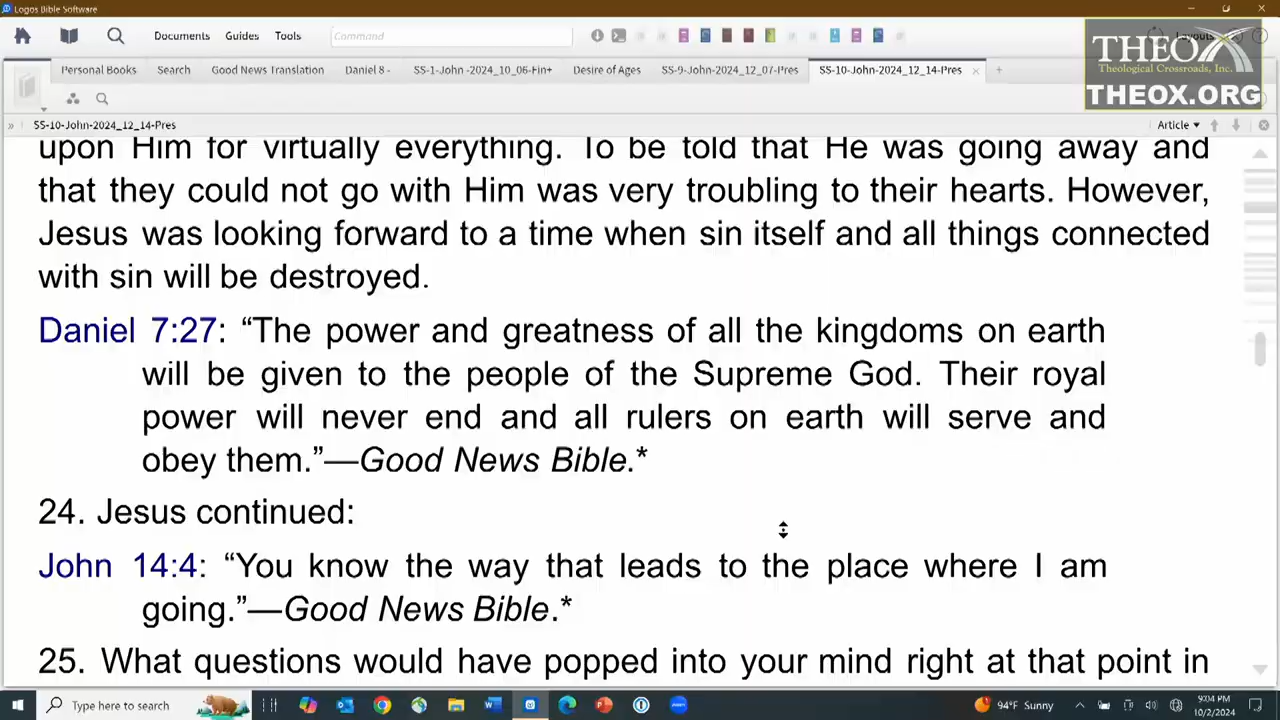 Logos Bible Software
Documents Guides Tools Command Layouts
THEOX
Theological Crossroads, Inc.
THEOX.ORG
Personal Books Search Good News Translation Daniel 8 - Desire of Ages SS-9-John-2024_12_07-Pres SS-10-John-2024_12_14-Pres
SS-10-John-2024_12_14-Pres Article
upon Him for virtually everything. To be told that He was going away and
that they could not go with Him was very troubling to their hearts. However,
Jesus was looking forward to a time when sin itself and all things connected
with sin will be destroyed.
Daniel 7:27: “The power and greatness of all the kingdoms on earth
will be given to the people of the Supreme God. Their royal
power will never end and all rulers on earth will serve and
obey them.”—Good News Bible.*
24. Jesus continued:
John 14:4: “You know the way that leads to the place where I am
going.”—Good News Bible.*
25. What questions would have popped into your mind right at that point in
Type here to search
94°F Sunny
9:04 PM
10/2/2024